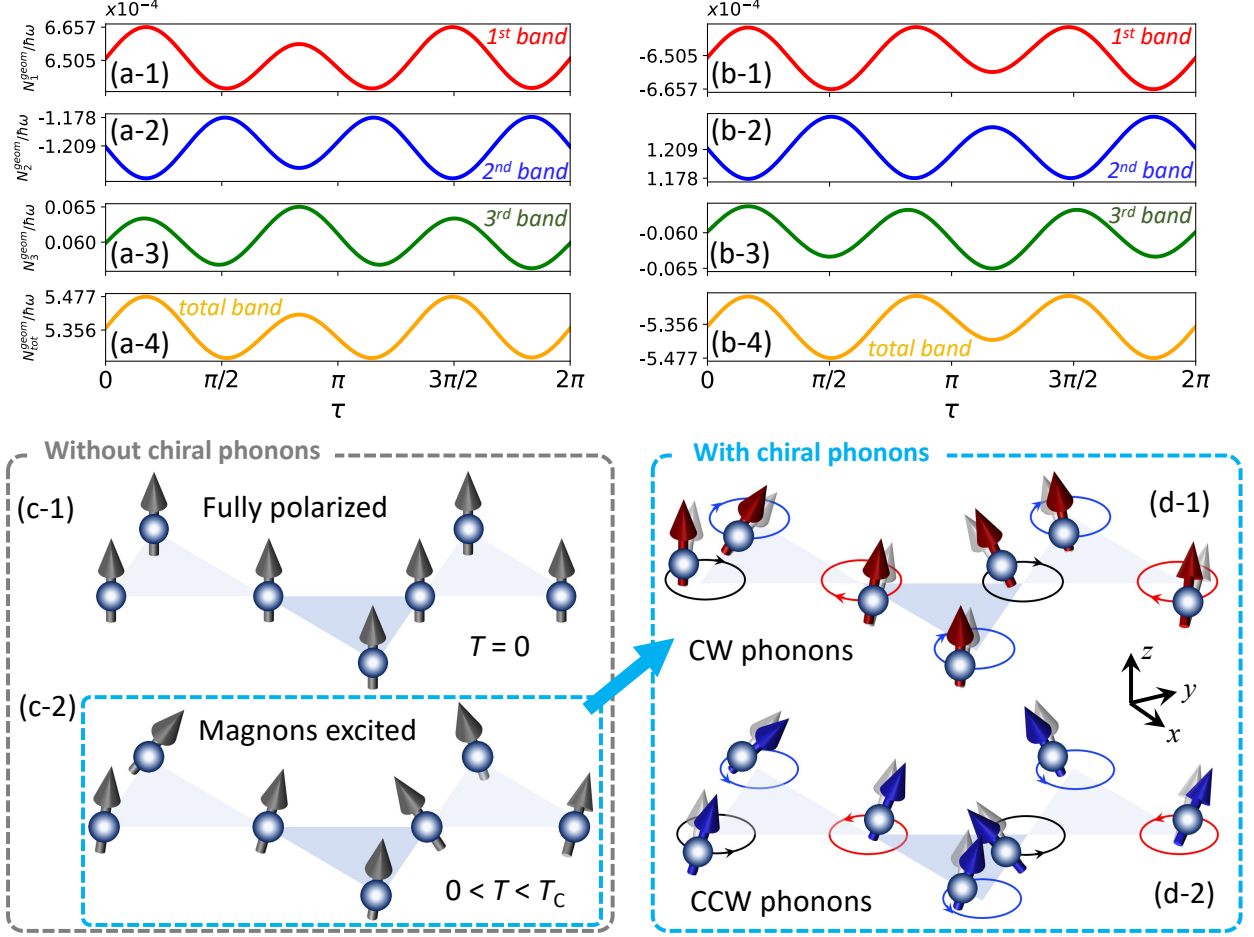 x10⁻⁴
6.657
6.505
N₁ᵍᵉᵒᵐ/ħω
1ˢᵗ band
(a-1)
-1.178
-1.209
N₂ᵍᵉᵒᵐ/ħω
2ⁿᵈ band
(a-2)
0.065
0.060
N₃ᵍᵉᵒᵐ/ħω
3ʳᵈ band
(a-3)
5.477
5.356
Nₜₒₜᵍᵉᵒᵐ/ħω
total band
(a-4)
0 π/2 π 3π/2 2π
τ
x10⁻⁴
-6.505
-6.657
1ˢᵗ band
(b-1)
1.209
1.178
2ⁿᵈ band
(b-2)
-0.060
-0.065
3ʳᵈ band
(b-3)
-5.356
-5.477
total band
(b-4)
0 π/2 π 3π/2 2π
τ
Without chiral phonons
(c-1)
Fully polarized
T = 0
(c-2)
Magnons excited
0 < T < T_C
With chiral phonons
(d-1)
CW phonons
z
y
x
CCW phonons
(d-2)